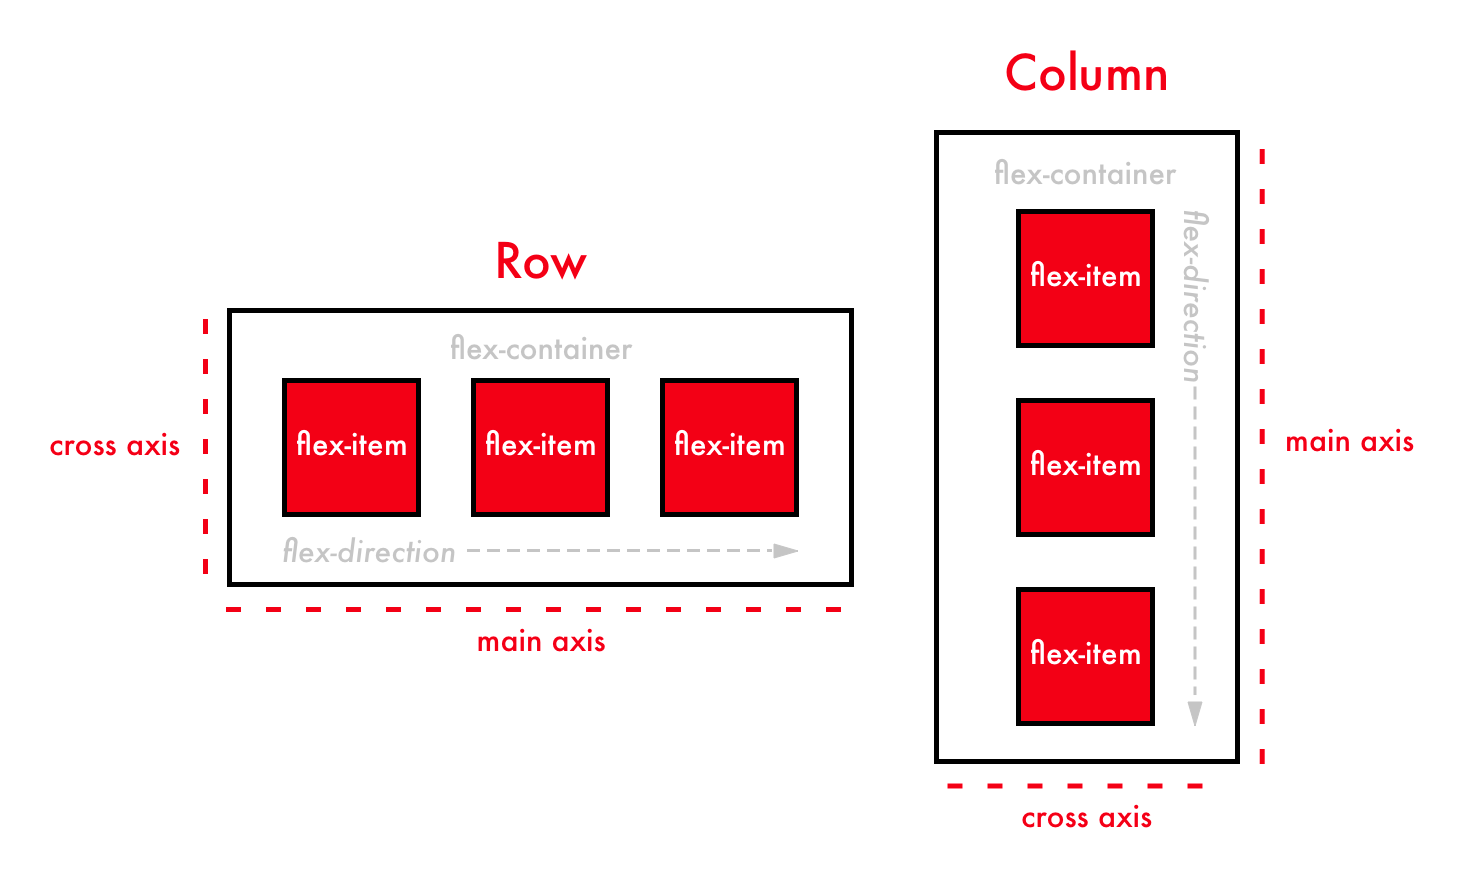 Row
flex-container
cross axis
flex-item flex-item flex-item
flex-direction
main axis
Column
flex-container
flex-direction
flex-item
flex-item
flex-item
main axis
cross axis